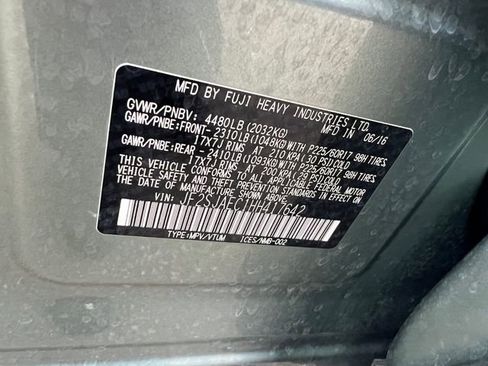 MFD BY FUJI HEAVY INDUSTRIES LTD.
MFD IN 06/16
GVWR/PNBV: 4480LB(2032KG)
GAWR/PNBE:FRONT- 2310LB(1048KG) WITH P225/60R17 98H TIRES
17X7J RIMS AT 210 KPA (30 PSI)COLD
GAWR/PNBE:REAR - 2410LB(1093KG) WITH P225/60R17 98H TIRES
17X7J RIMS AT 200 KPA (29 PSI)COLD
THIS VEHICLE CONFORMS TO ALL APPLICABLE FEDERAL
MOTOR VEHICLE SAFETY STANDARDS IN EFFECT ON THE DATE OF
MANUFACTURE SHOWN ABOVE.
VIN: JF2SJAEC1HH417642
TYPE:MPV/VTUM ICES/NMB-002